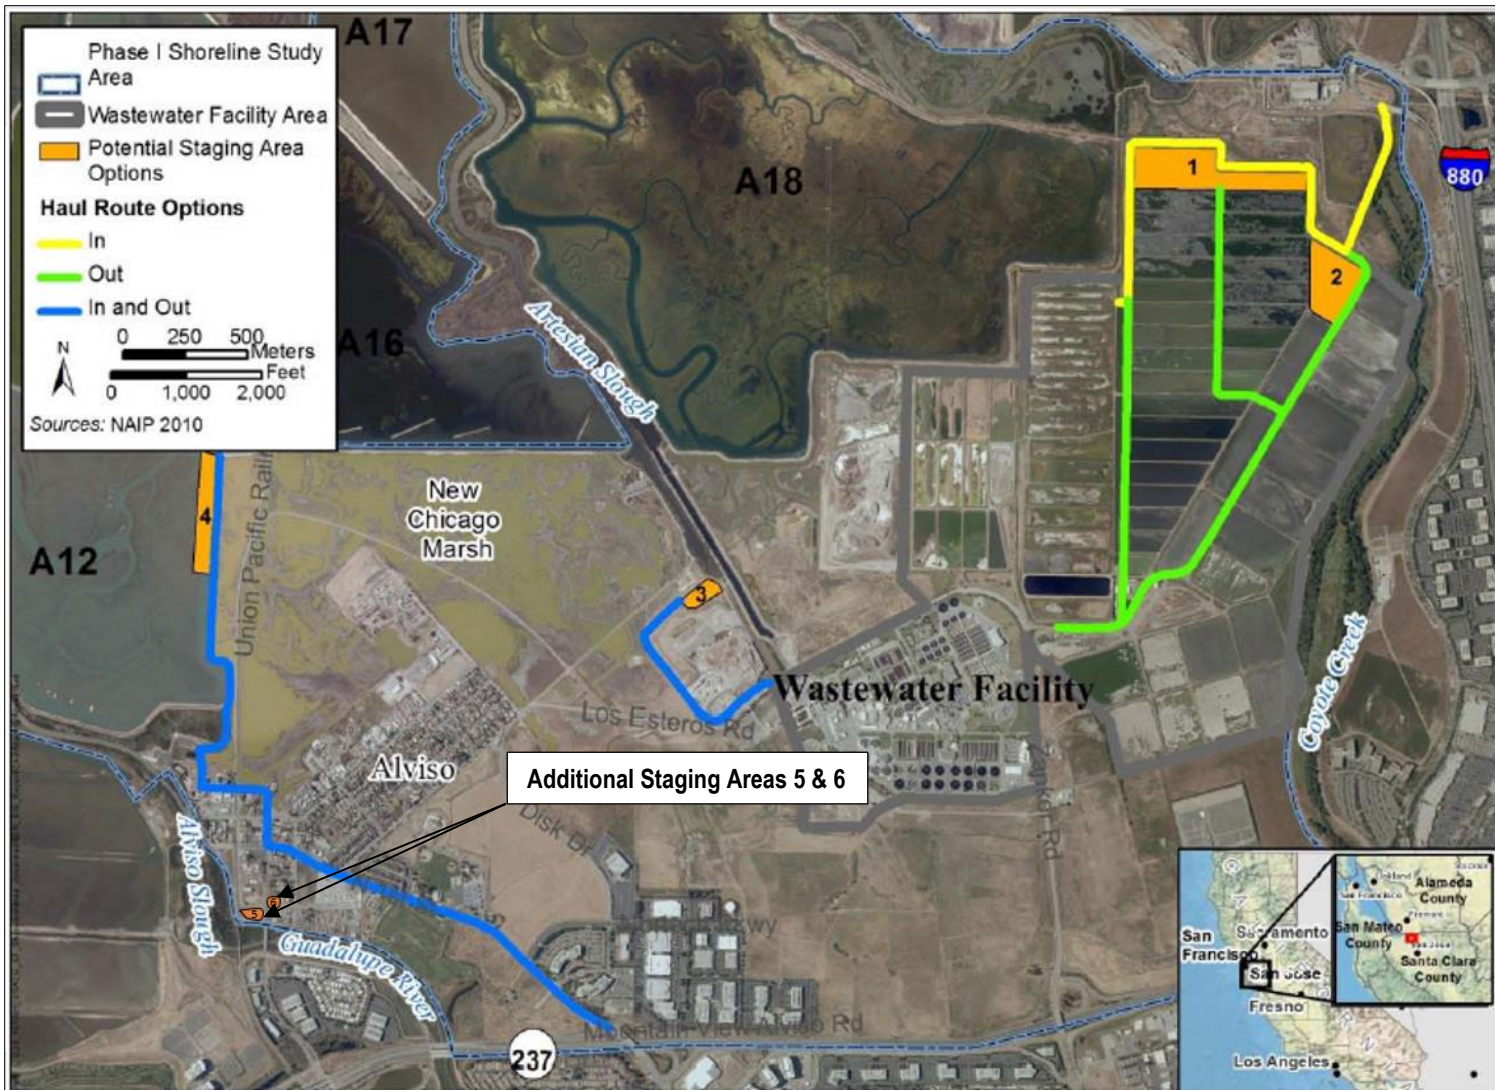 A17
Phase I Shoreline Study
Area
Wastewater Facility Area
Potential Staging Area
Options
Haul Route Options
In
Out
In and Out
N
0 250 500
Meters
Feet
0 1,000 2,000
Sources: NAIP 2010
A18
1
880
2
A16
Artesian Slough
4
A12
Union Pacific
New
Chicago
Marsh
3
Wastewater Facility
Los Esteros Rd
Coyote Creek
Alviso
Additional Staging Areas 5 & 6
Disk Dr
Rd
Alviso Slough
5
6
Guadalupe River
Mountain View Alviso Rd
237
San
Francisco
Sacramento
San Jose
Fresno
Los Angeles
Oakland
San Francisco
Alameda
County
Fremont
San Mateo
County
Santa Clara
County